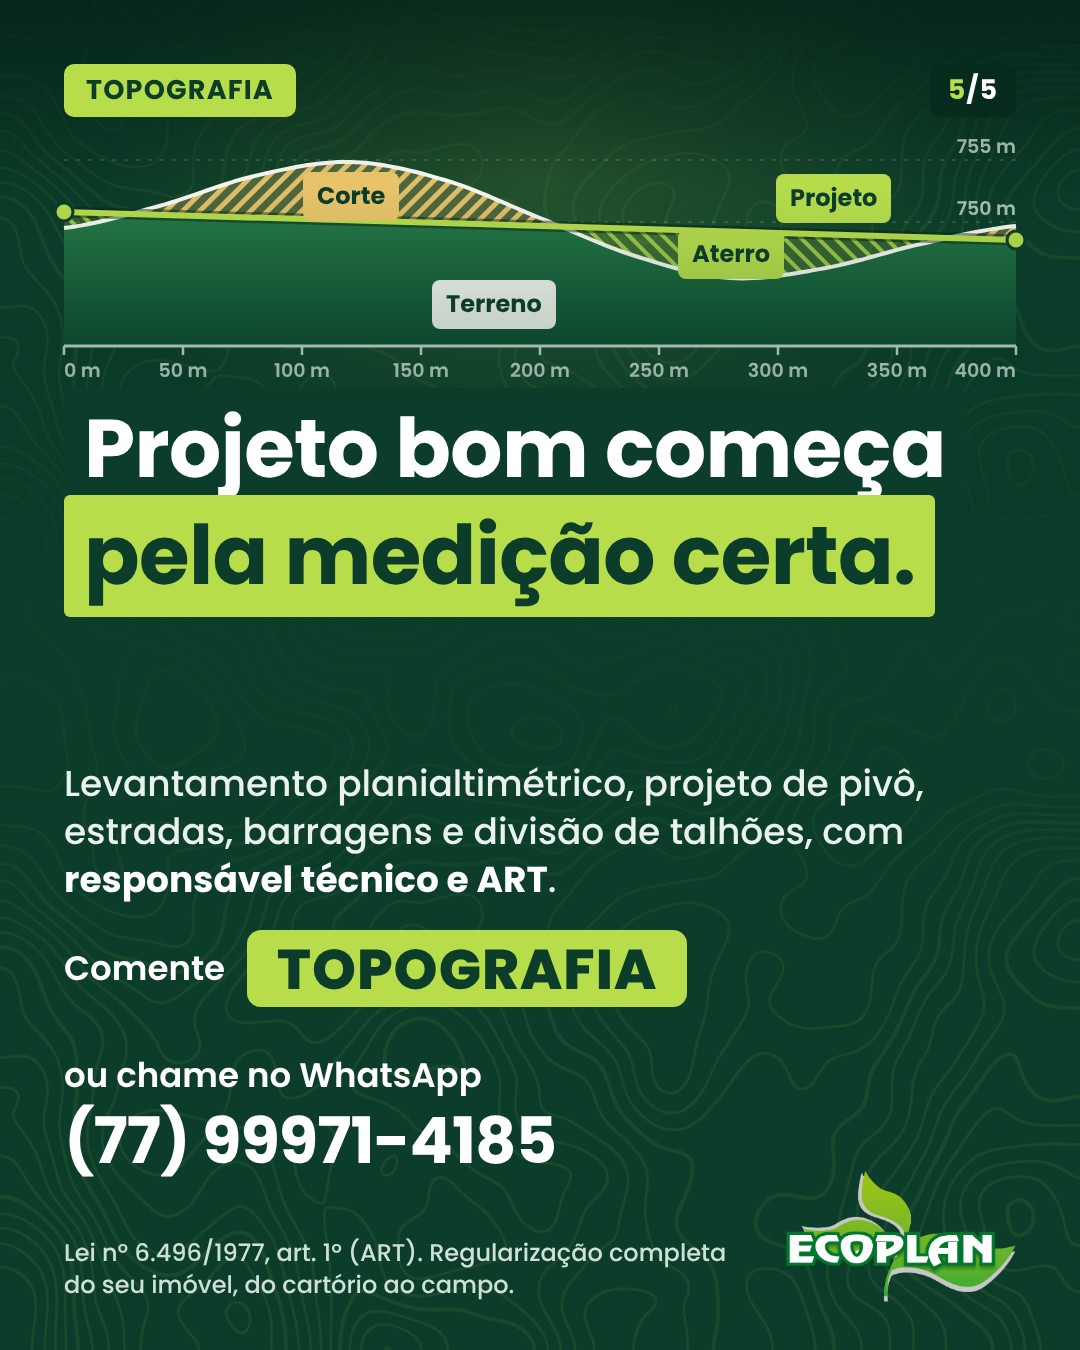 TOPOGRAFIA
5/5
755 m
Corte
Projeto
750 m
Aterro
Terreno
0 m 50 m 100 m 150 m 200 m 250 m 300 m 350 m 400 m
Projeto bom começa
pela medição certa.
Levantamento planialtimétrico, projeto de pivô,
estradas, barragens e divisão de talhões, com
responsável técnico e ART.
Comente TOPOGRAFIA
ou chame no WhatsApp
(77) 99971-4185
Lei nº 6.496/1977, art. 1º (ART). Regularização completa
do seu imóvel, do cartório ao campo.
ECOPLAN